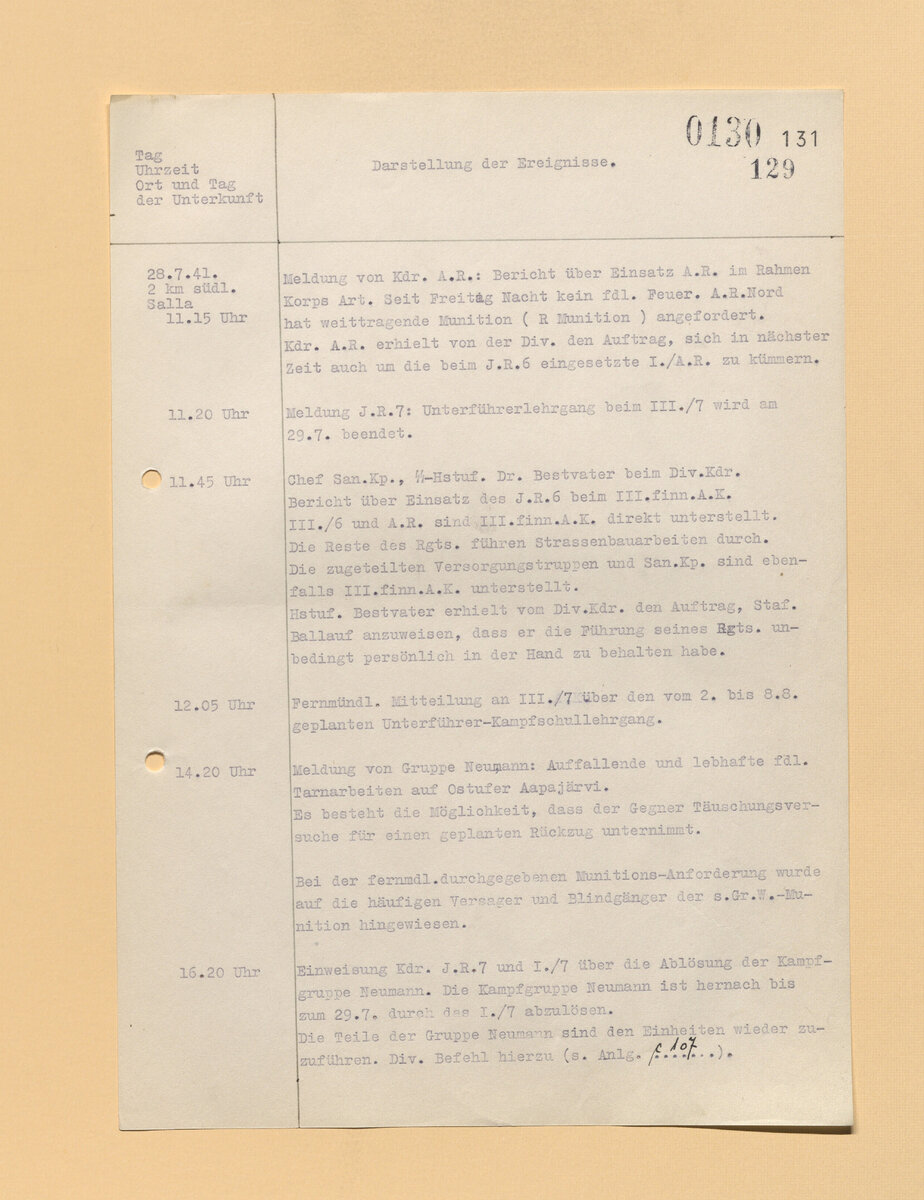 0130 131
129
Tag
Uhrzeit
Ort und Tag
der Unterkunft
Darstellung der Ereignisse.
28.7.41.
2 km südl.
Salla
11.15 Uhr
Meldung von Kdr. A.R.: Bericht über Einsatz A.R. im Rahmen
Korps Art. Seit Freitag Nacht kein fdl. Feuer. A.R.Nord
hat weittragende Munition ( R Munition ) angefordert.
Kdr. A.R. erhielt von der Div. den Auftrag, sich in nächster
Zeit auch um die beim J.R.6 eingesetzte I./A.R. zu kümmern.
11.20 Uhr
Meldung J.R.7: Unterführerlehrgang beim III./7 wird am
29.7. beendet.
11.45 Uhr
Chef San.Kp., ᛋᛋ-Hstuf. Dr. Bestvater beim Div.Kdr.
Bericht über Einsatz des J.R.6 beim III.finn.A.K.
III./6 und A.R. sind III.finn.A.K. direkt unterstellt.
Die Reste des Rgts. führen Strassenbauarbeiten durch.
Die zugeteilten Versorgungstruppen und San.Kp. sind eben-
falls III.finn.A.K. unterstellt.
Hstuf. Bestvater erhielt vom Div.Kdr. den Auftrag, Staf.
Ballauf anzuweisen, dass er die Führung seines Rgts. un-
bedingt persönlich in der Hand zu behalten habe.
12.05 Uhr
Fernmündl. Mitteilung an III./7 über den vom 2. bis 8.8.
geplanten Unterführer-Kampfschullehrgang.
14.20 Uhr
Meldung von Gruppe Neumann: Auffallende und lebhafte fdl.
Tarnarbeiten auf Ostufer Aapajärvi.
Es besteht die Möglichkeit, dass der Gegner Täuschungsver-
suche für einen geplanten Rückzug unternimmt.
Bei der fernmdl.durchgegebenen Munitions-Anforderung wurde
auf die häufigen Versager und Blindgänger der s.Gr.W.-Mu-
nition hingewiesen.
16.20 Uhr
Einweisung Kdr. J.R.7 und I./7 über die Ablösung der Kampf-
gruppe Neumann. Die Kampfgruppe Neumann ist hernach bis
zum 29.7. durch das I./7 abzulösen.
Die Teile der Gruppe Neumann sind den Einheiten wieder zu-
zuführen. Div. Befehl hierzu (s. Anlg. 107).